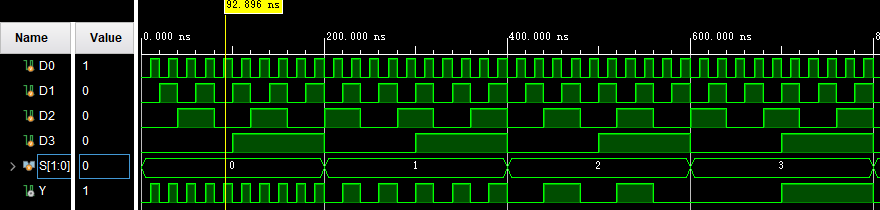 92.896 ns
Name Value
0.000 ns 200.000 ns 400.000 ns 600.000 ns 8
D0 1
D1 0
D2 0
D3 0
S[1:0] 0 0 1 2 3
Y 1